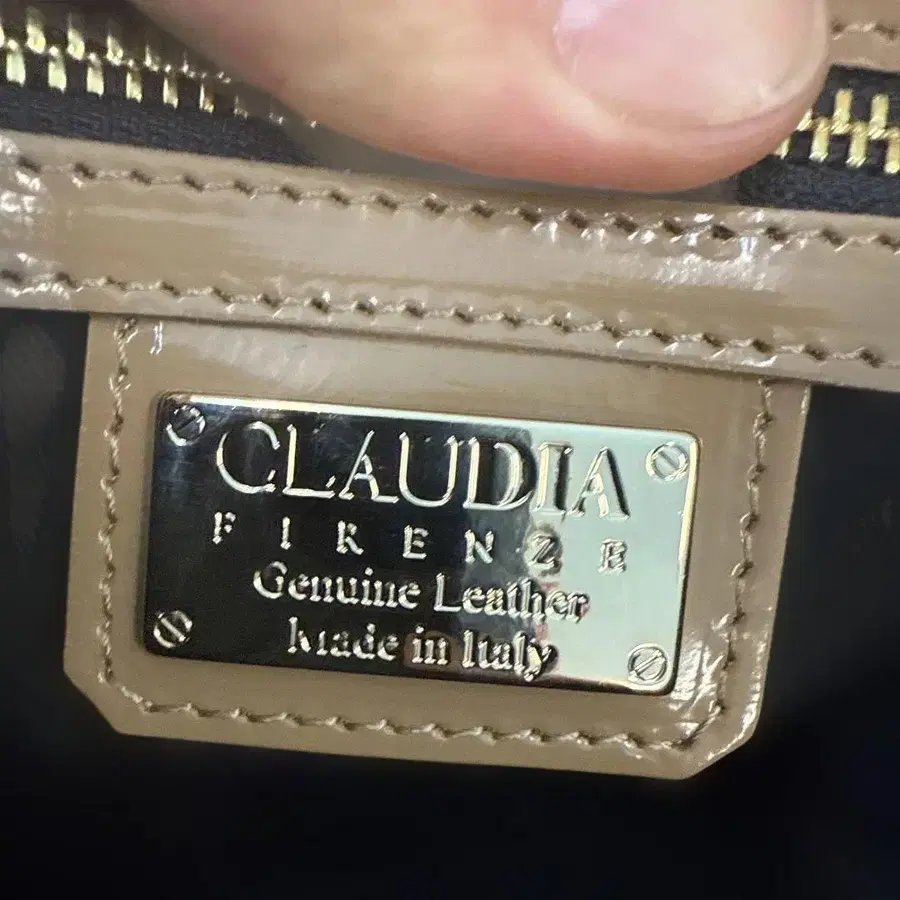 CLAUDIA
FIRENZE
Genuine Leather
Made in Italy